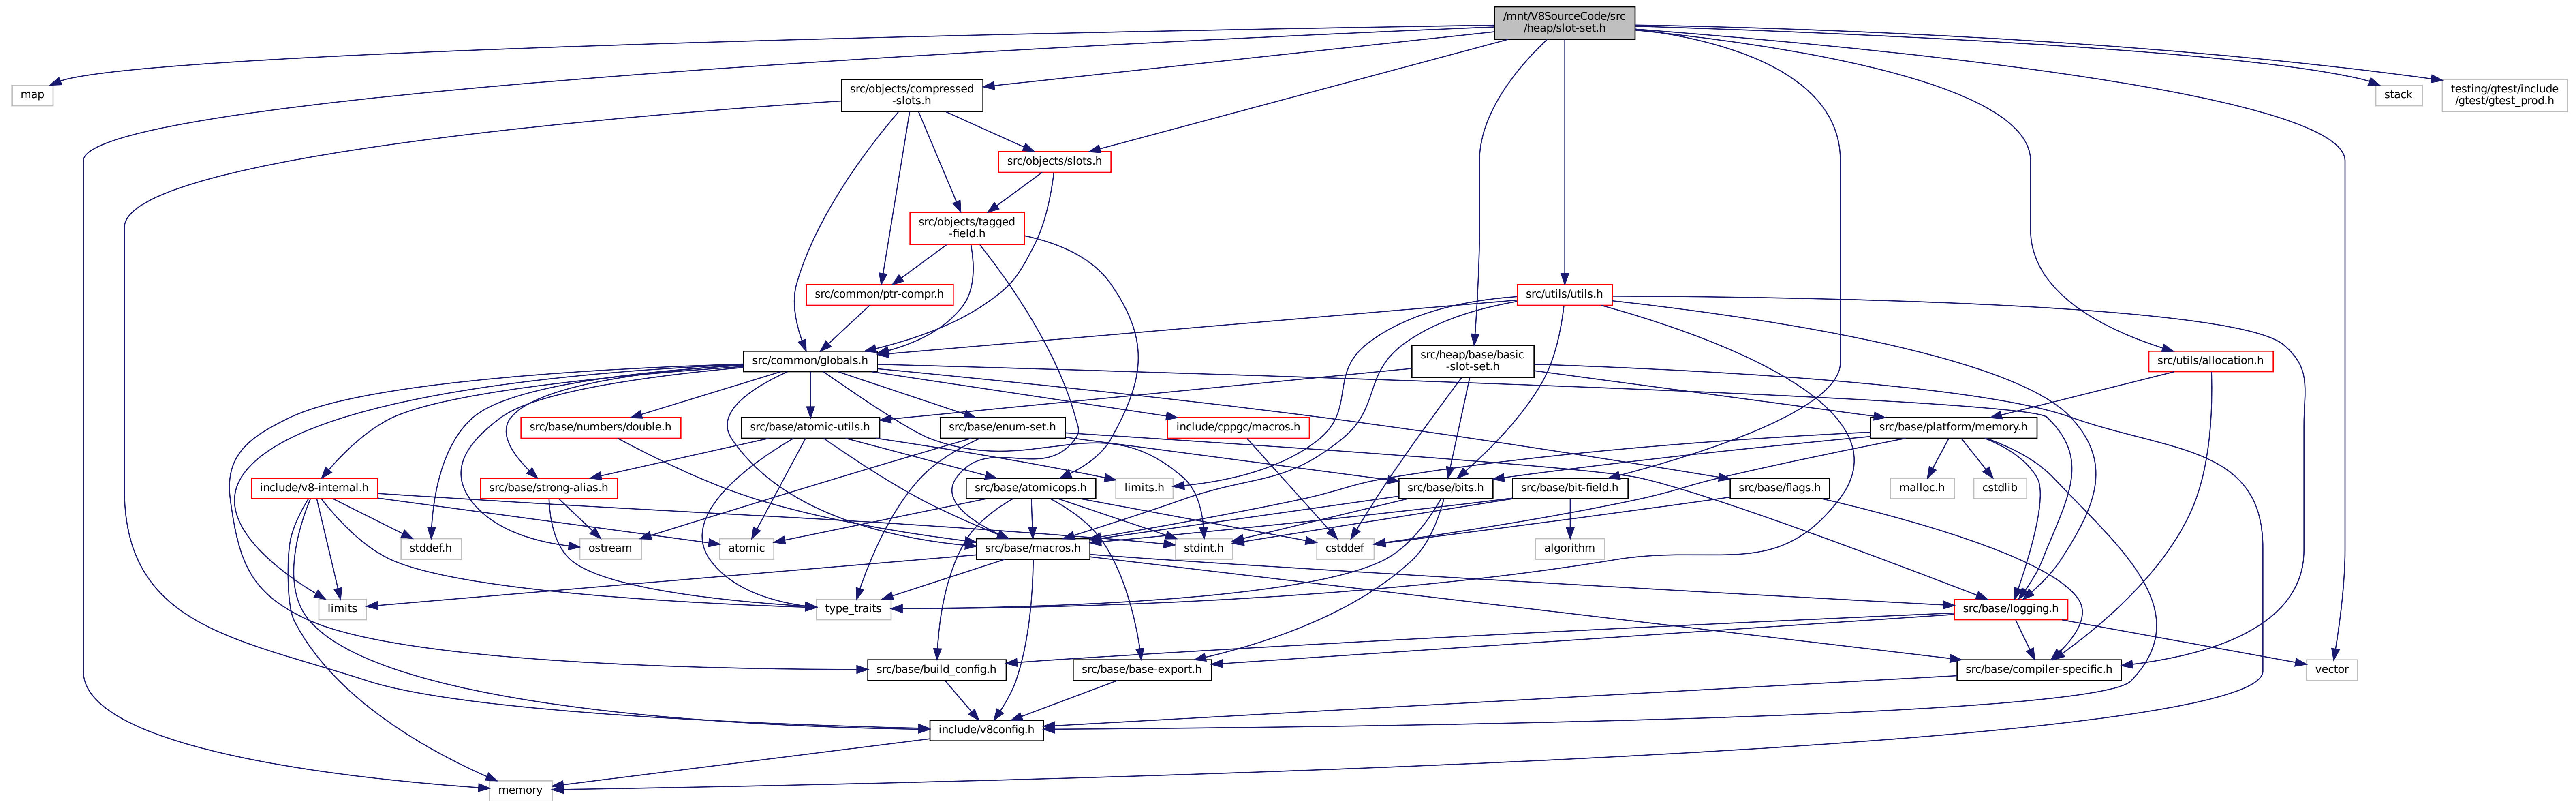 /mnt/V8SourceCode/src
/heap/slot-set.h
map
src/objects/compressed
-slots.h
stack
testing/gtest/include
/gtest/gtest_prod.h
src/objects/slots.h
src/objects/tagged
-field.h
src/common/ptr-compr.h
src/utils/utils.h
src/common/globals.h
src/heap/base/basic
-slot-set.h
src/utils/allocation.h
src/base/numbers/double.h
src/base/atomic-utils.h
src/base/enum-set.h
include/cppgc/macros.h
src/base/platform/memory.h
include/v8-internal.h
src/base/strong-alias.h
src/base/atomicops.h
limits.h
src/base/bits.h
src/base/bit-field.h
src/base/flags.h
malloc.h
cstdlib
stddef.h
ostream
atomic
src/base/macros.h
stdint.h
cstddef
algorithm
limits
type_traits
src/base/logging.h
src/base/build_config.h
src/base/base-export.h
src/base/compiler-specific.h
vector
include/v8config.h
memory